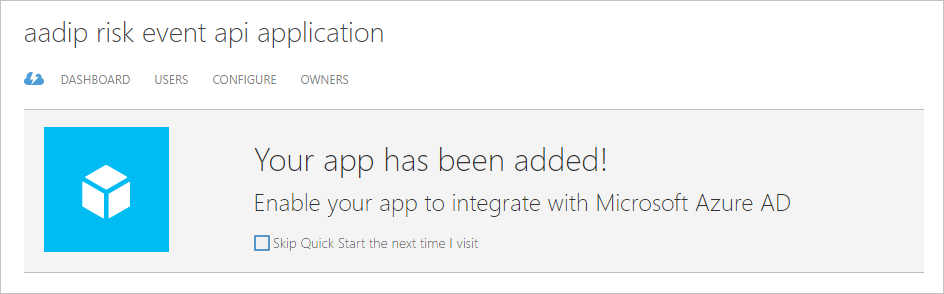 aadip risk event api application
DASHBOARD USERS CONFIGURE OWNERS
Your app has been added!
Enable your app to integrate with Microsoft Azure AD
Skip Quick Start the next time I visit